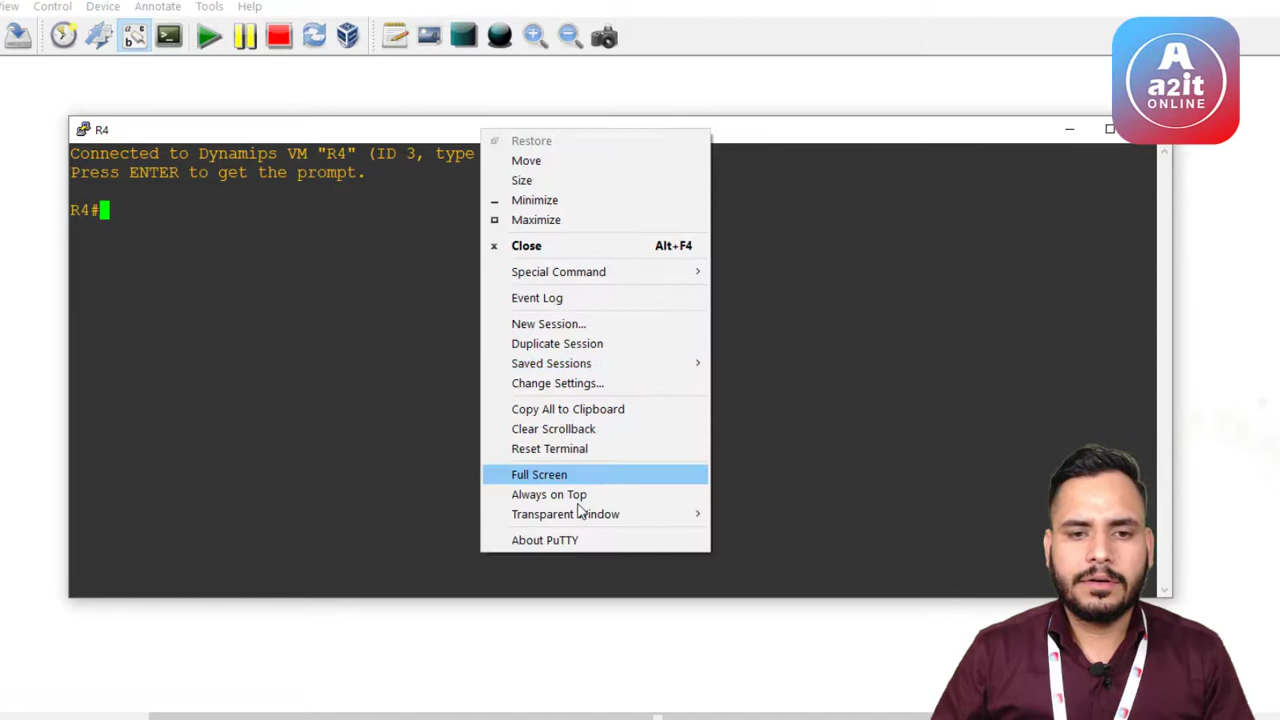 View Control Device Annotate Tools Help
A
a2it
ONLINE
R4
Connected to Dynamips VM "R4" (ID 3, type
Press ENTER to get the prompt.
R4#
Restore
Move
Size
Minimize
Maximize
Close Alt+F4
Special Command
Event Log
New Session...
Duplicate Session
Saved Sessions
Change Settings...
Copy All to Clipboard
Clear Scrollback
Reset Terminal
Full Screen
Always on Top
Transparent Window
About PuTTY